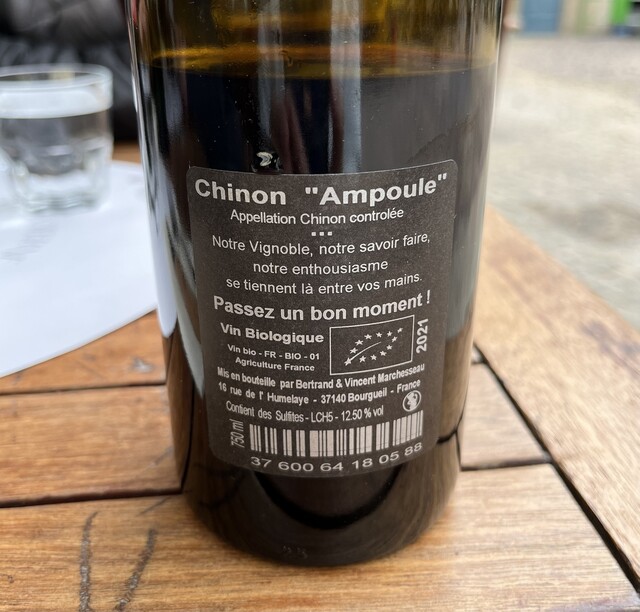 Chinon "Ampoule"
Appellation Chinon controlée
...
Notre Vignoble, notre savoir faire,
notre enthousiasme
se tiennent là entre vos mains.
Passez un bon moment !
Vin Biologique
Vin bio - FR - BIO - 01
Agriculture France
2021
Mis en bouteille par Bertrand & Vincent Marchesseau
16 rue de l' Humelaye - 37140 Bourgueil - France
Contient des Sulfites - LCH5 - 12.50 % vol
750 ml
37 600 64 18 05 88